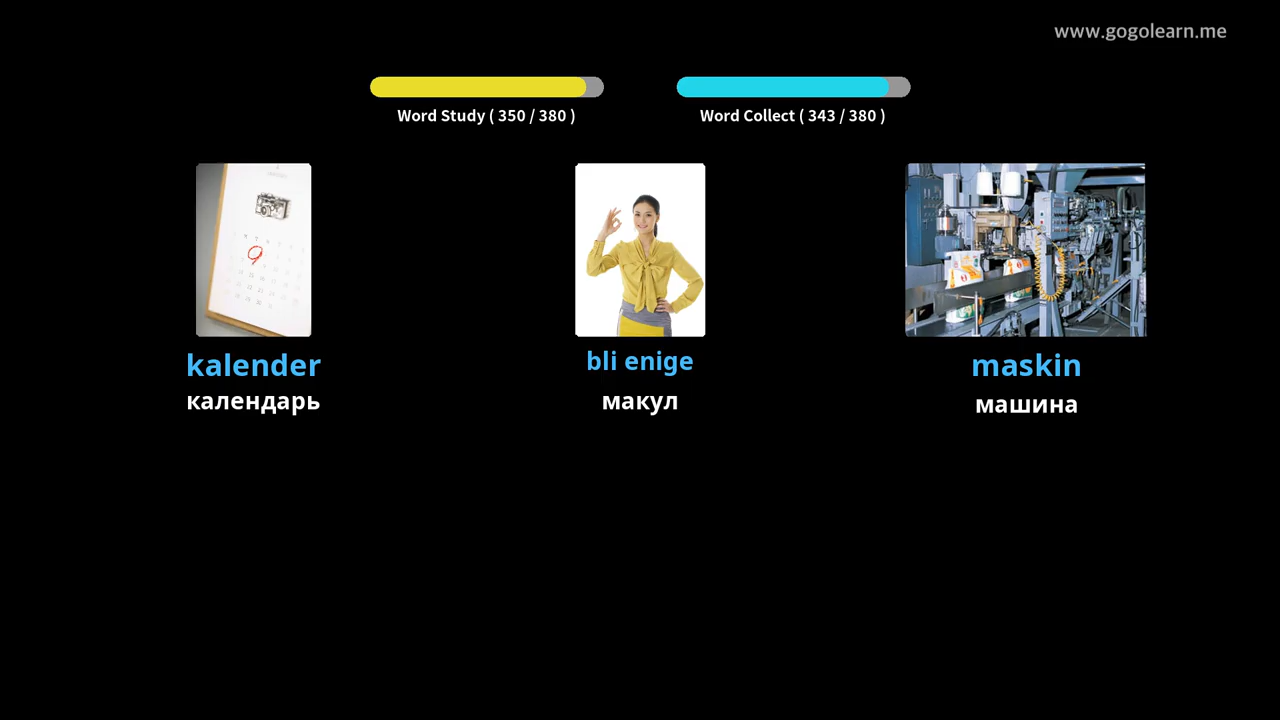 www.gogolearn.me
Word Study ( 350 / 380 )
Word Collect ( 343 / 380 )
kalender
bli enige
maskin
календарь
макул
машина